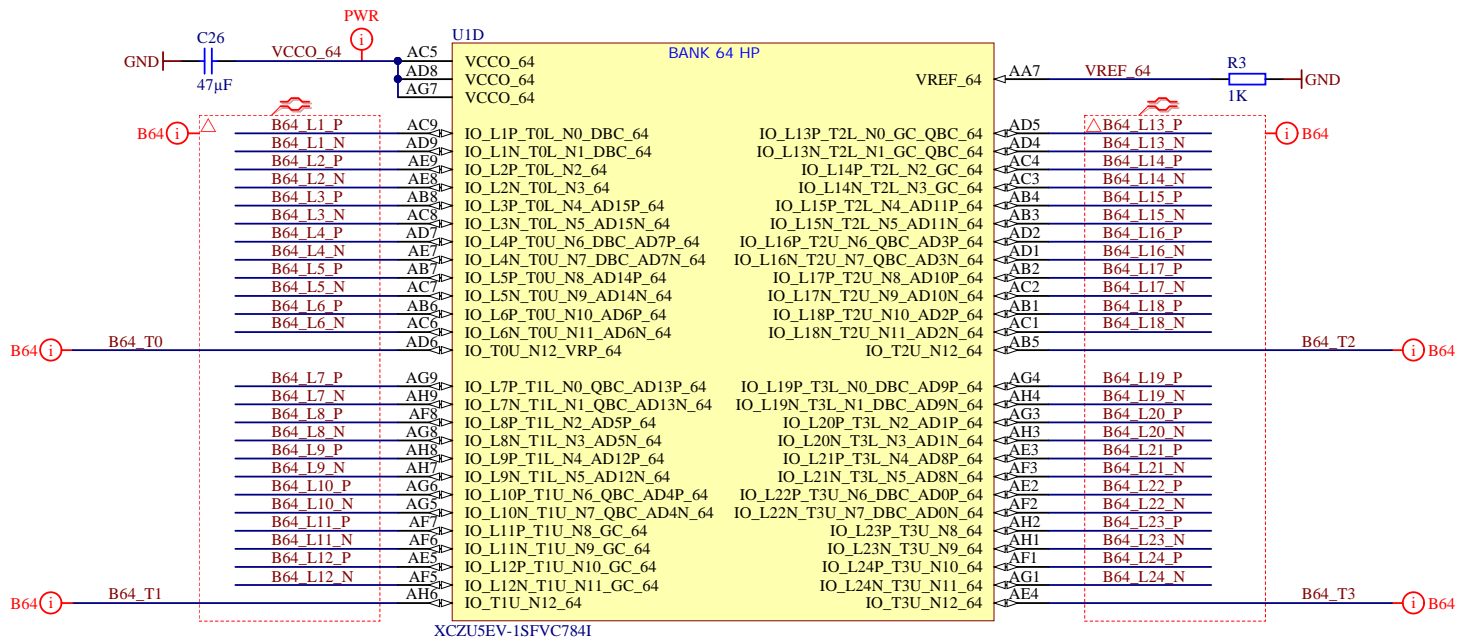 PWR
C26
VCCO_64
GND
47µF
U1D
BANK 64 HP
AC5 VCCO_64
AD8 VCCO_64
AG7 VCCO_64
VREF_64 AA7 VREF_64
R3
1K
GND
B64 i
B64_L1_P AC9 IO_L1P_T0L_N0_DBC_64
B64_L1_N AD9 IO_L1N_T0L_N1_DBC_64
B64_L2_P AE9 IO_L2P_T0L_N2_64
B64_L2_N AE8 IO_L2N_T0L_N3_64
B64_L3_P AB8 IO_L3P_T0L_N4_AD15P_64
B64_L3_N AC8 IO_L3N_T0L_N5_AD15N_64
B64_L4_P AD7 IO_L4P_T0U_N6_DBC_AD7P_64
B64_L4_N AE7 IO_L4N_T0U_N7_DBC_AD7N_64
B64_L5_P AB7 IO_L5P_T0U_N8_AD14P_64
B64_L5_N AC7 IO_L5N_T0U_N9_AD14N_64
B64_L6_P AB6 IO_L6P_T0U_N10_AD6P_64
B64_L6_N AC6 IO_L6N_T0U_N11_AD6N_64
B64 i B64_T0 AD6 IO_T0U_N12_VRP_64
B64_L7_P AG9 IO_L7P_T1L_N0_QBC_AD13P_64
B64_L7_N AH9 IO_L7N_T1L_N1_QBC_AD13N_64
B64_L8_P AF8 IO_L8P_T1L_N2_AD5P_64
B64_L8_N AG8 IO_L8N_T1L_N3_AD5N_64
B64_L9_P AH8 IO_L9P_T1L_N4_AD12P_64
B64_L9_N AH7 IO_L9N_T1L_N5_AD12N_64
B64_L10_P AG6 IO_L10P_T1U_N6_QBC_AD4P_64
B64_L10_N AG5 IO_L10N_T1U_N7_QBC_AD4N_64
B64_L11_P AF7 IO_L11P_T1U_N8_GC_64
B64_L11_N AF6 IO_L11N_T1U_N9_GC_64
B64_L12_P AE5 IO_L12P_T1U_N10_GC_64
B64_L12_N AF5 IO_L12N_T1U_N11_GC_64
B64 i B64_T1 AH6 IO_T1U_N12_64
IO_L13P_T2L_N0_GC_QBC_64 AD5 B64_L13_P
i B64
IO_L13N_T2L_N1_GC_QBC_64 AD4 B64_L13_N
IO_L14P_T2L_N2_GC_64 AC4 B64_L14_P
IO_L14N_T2L_N3_GC_64 AC3 B64_L14_N
IO_L15P_T2L_N4_AD11P_64 AB4 B64_L15_P
IO_L15N_T2L_N5_AD11N_64 AB3 B64_L15_N
IO_L16P_T2U_N6_QBC_AD3P_64 AD2 B64_L16_P
IO_L16N_T2U_N7_QBC_AD3N_64 AD1 B64_L16_N
IO_L17P_T2U_N8_AD10P_64 AB2 B64_L17_P
IO_L17N_T2U_N9_AD10N_64 AC2 B64_L17_N
IO_L18P_T2U_N10_AD2P_64 AB1 B64_L18_P
IO_L18N_T2U_N11_AD2N_64 AC1 B64_L18_N
IO_T2U_N12_64 AB5 B64_T2 i B64
IO_L19P_T3L_N0_DBC_AD9P_64 AG4 B64_L19_P
IO_L19N_T3L_N1_DBC_AD9N_64 AH4 B64_L19_N
IO_L20P_T3L_N2_AD1P_64 AG3 B64_L20_P
IO_L20N_T3L_N3_AD1N_64 AH3 B64_L20_N
IO_L21P_T3L_N4_AD8P_64 AE3 B64_L21_P
IO_L21N_T3L_N5_AD8N_64 AF3 B64_L21_N
IO_L22P_T3U_N6_DBC_AD0P_64 AE2 B64_L22_P
IO_L22N_T3U_N7_DBC_AD0N_64 AF2 B64_L22_N
IO_L23P_T3U_N8_64 AH2 B64_L23_P
IO_L23N_T3U_N9_64 AH1 B64_L23_N
IO_L24P_T3U_N10_64 AF1 B64_L24_P
IO_L24N_T3U_N11_64 AG1 B64_L24_N
IO_T3U_N12_64 AE4 B64_T3 i B64
XCZU5EV-1SFVC784I